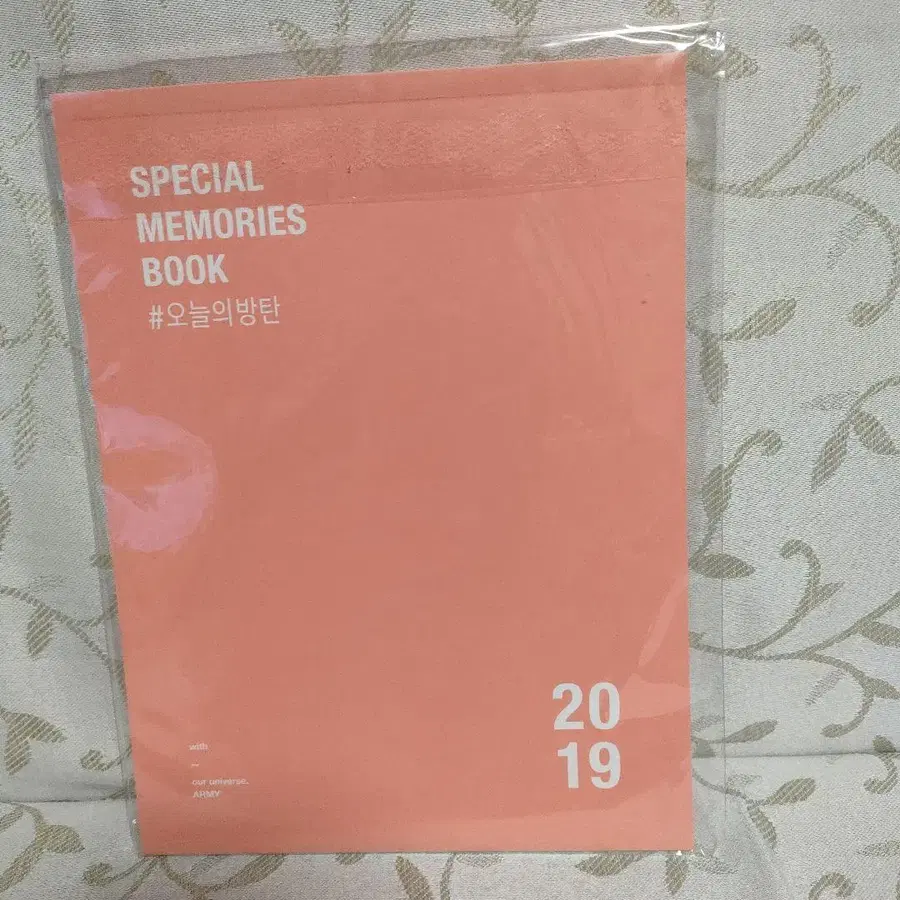 SPECIAL
MEMORIES
BOOK
#오늘의방탄
20
19
with
~
our universe.
ARMY